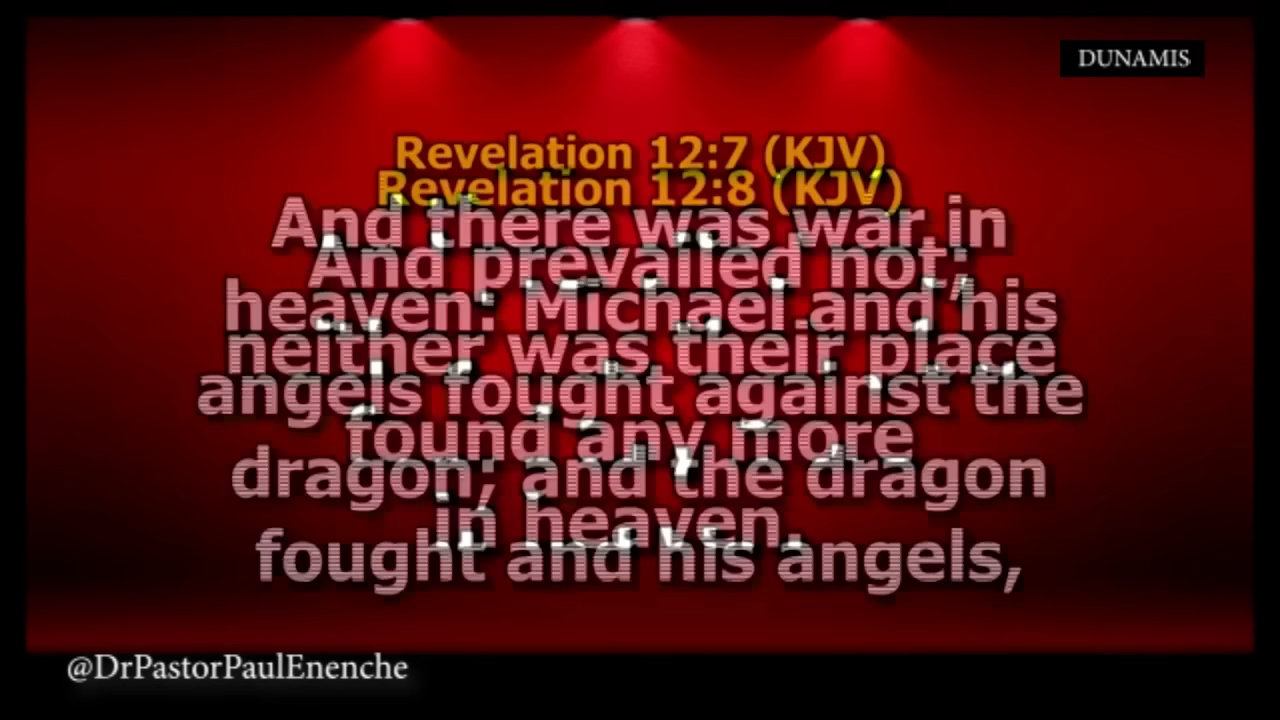 DUNAMIS
Revelation 12:7 (KJV)
And there was war in
heaven: Michael and his
angels fought against the
dragon; and the dragon
fought and his angels,
Revelation 12:8 (KJV)
And prevailed not;
neither was their place
found any more
in heaven.
@DrPastorPaulEnenche